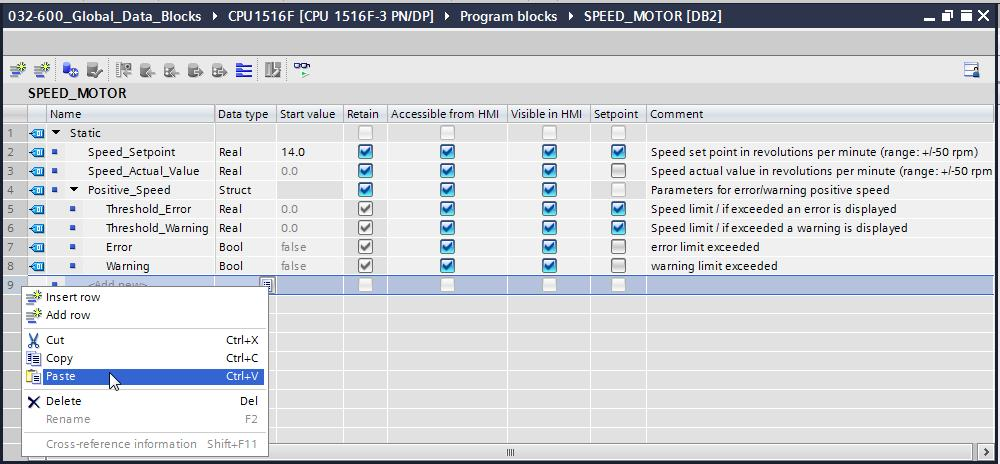 032-600_Global_Data_Blocks CPU1516F [CPU 1516F-3 PN/DP] Program blocks SPEED_MOTOR [DB2]
SPEED_MOTOR
Name Data type Start value Retain Accessible from HMI Visible in HMI Setpoint Comment
1 Static
2 Speed_Setpoint Real 14.0 Speed set point in revolutions per minute (range: +/-50 rpm)
3 Speed_Actual_Value Real 0.0 Speed actual value in revolutions per minute (range: +/-50 rpm
4 Positive_Speed Struct Parameters for error/warning positive speed
5 Threshold_Error Real 0.0 Speed limit / if exceeded an error is displayed
6 Threshold_Warning Real 0.0 Speed limit / if exceeded a warning is displayed
7 Error Bool false error limit exceeded
8 Warning Bool false warning limit exceeded
9 <Add new>
Insert row
Add row
Cut Ctrl+X
Copy Ctrl+C
Paste Ctrl+V
Delete Del
Rename F2
Cross-reference information Shift+F11